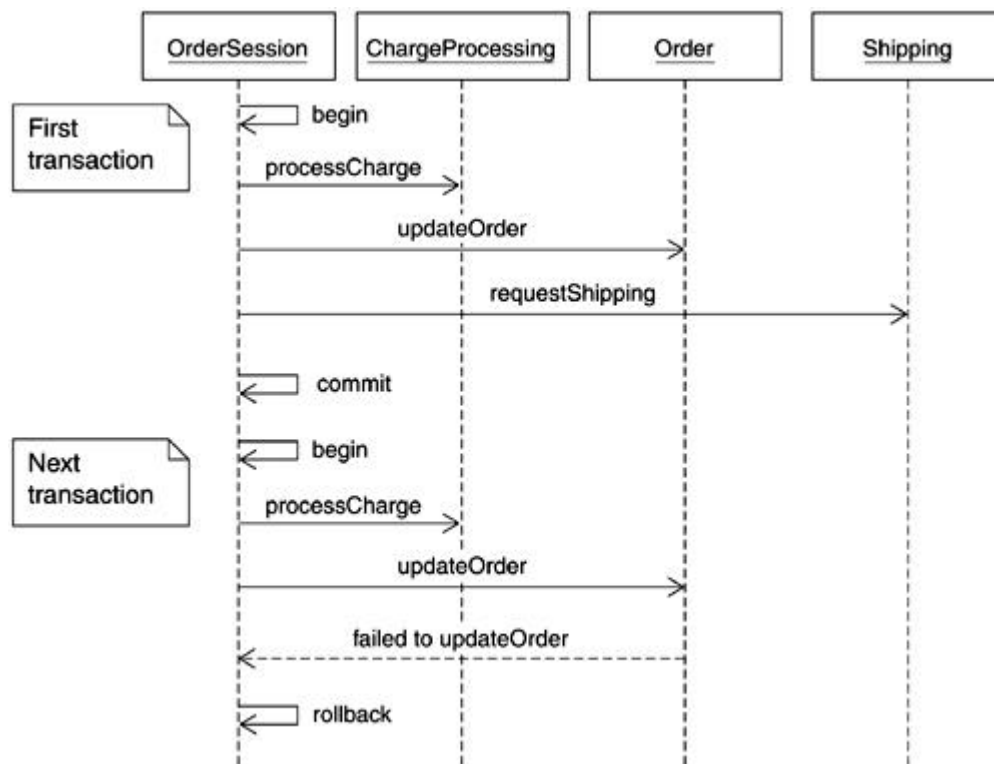 OrderSession
ChargeProcessing
Order
Shipping
First
transaction
begin
processCharge
updateOrder
requestShipping
commit
Next
transaction
begin
processCharge
updateOrder
failed to updateOrder
rollback